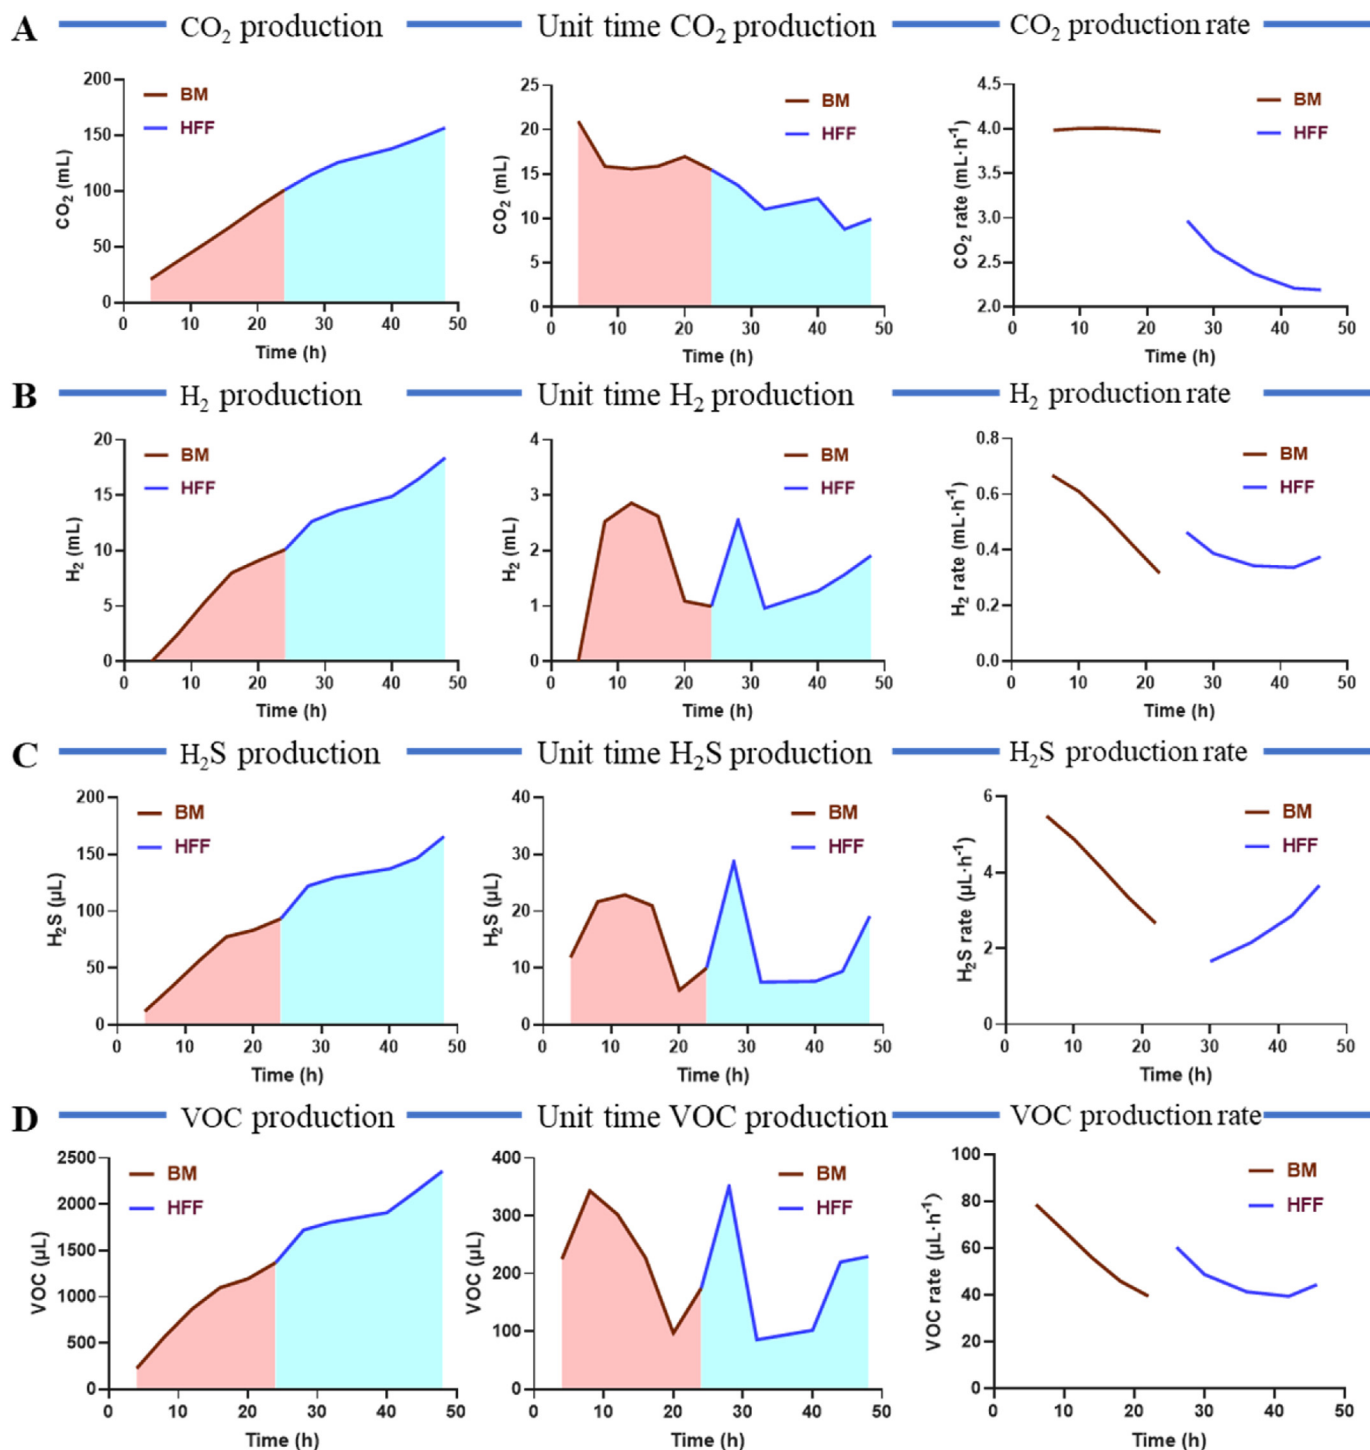 A CO₂ production Unit time CO₂ production CO₂ production rate
BM
HFF
CO₂ (mL)
200
150
100
50
0
0 10 20 30 40 50
Time (h)
BM
HFF
CO₂ (mL)
25
20
15
10
5
0
0 10 20 30 40 50
Time (h)
BM
HFF
CO₂ rate (mL·h⁻¹)
4.5
4.0
3.5
3.0
2.5
2.0
0 10 20 30 40 50
Time (h)
B H₂ production Unit time H₂ production H₂ production rate
BM
HFF
H₂ (mL)
20
15
10
5
0
0 10 20 30 40 50
Time (h)
BM
HFF
H₂ (mL)
4
3
2
1
0
0 10 20 30 40 50
Time (h)
BM
HFF
H₂ rate (mL·h⁻¹)
0.8
0.6
0.4
0.2
0.0
0 10 20 30 40 50
Time (h)
C H₂S production Unit time H₂S production H₂S production rate
BM
HFF
H₂S (μL)
200
150
100
50
0
0 10 20 30 40 50
Time (h)
BM
HFF
H₂S (μL)
40
30
20
10
0
0 10 20 30 40 50
Time (h)
BM
HFF
H₂S rate (μL·h⁻¹)
6
4
2
0
0 10 20 30 40 50
Time (h)
D VOC production Unit time VOC production VOC production rate
BM
HFF
VOC (μL)
2500
2000
1500
1000
500
0
0 10 20 30 40 50
Time (h)
BM
HFF
VOC (μL)
400
300
200
100
0
0 10 20 30 40 50
Time (h)
BM
HFF
VOC rate (μL·h⁻¹)
100
80
60
40
20
0
0 10 20 30 40 50
Time (h)